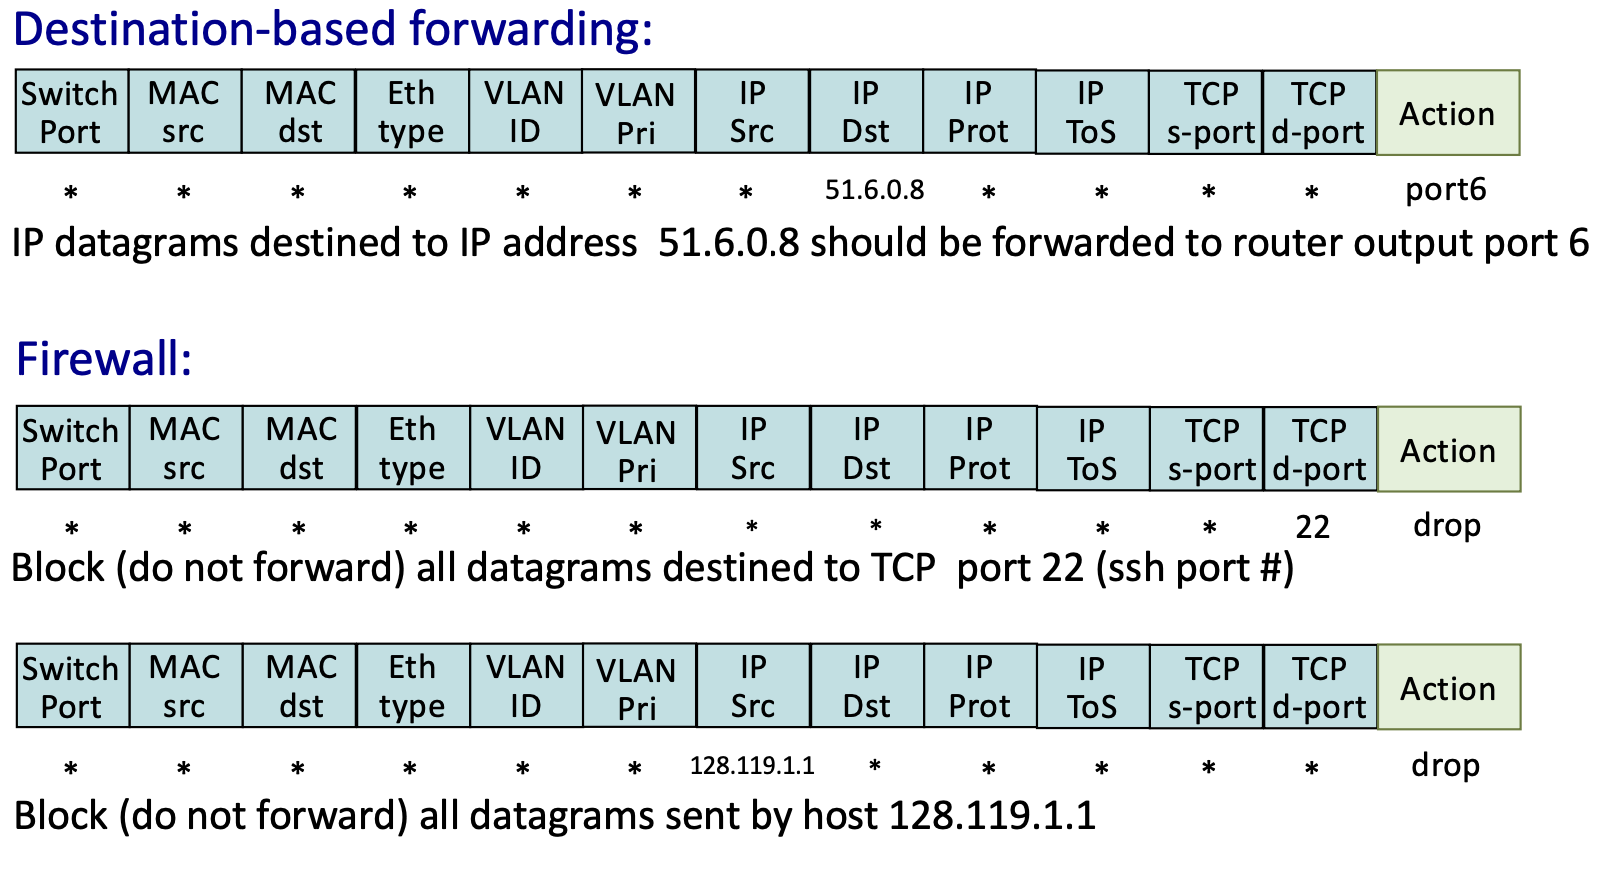 Destination-based forwarding:
Switch Port MAC src MAC dst Eth type VLAN ID VLAN Pri IP Src IP Dst IP Prot IP ToS TCP s-port TCP d-port Action
* * * * * * * 51.6.0.8 * * * * port6
IP datagrams destined to IP address 51.6.0.8 should be forwarded to router output port 6
Firewall:
Switch Port MAC src MAC dst Eth type VLAN ID VLAN Pri IP Src IP Dst IP Prot IP ToS TCP s-port TCP d-port Action
* * * * * * * * * * * 22 drop
Block (do not forward) all datagrams destined to TCP port 22 (ssh port #)
Switch Port MAC src MAC dst Eth type VLAN ID VLAN Pri IP Src IP Dst IP Prot IP ToS TCP s-port TCP d-port Action
* * * * * * 128.119.1.1 * * * * * drop
Block (do not forward) all datagrams sent by host 128.119.1.1